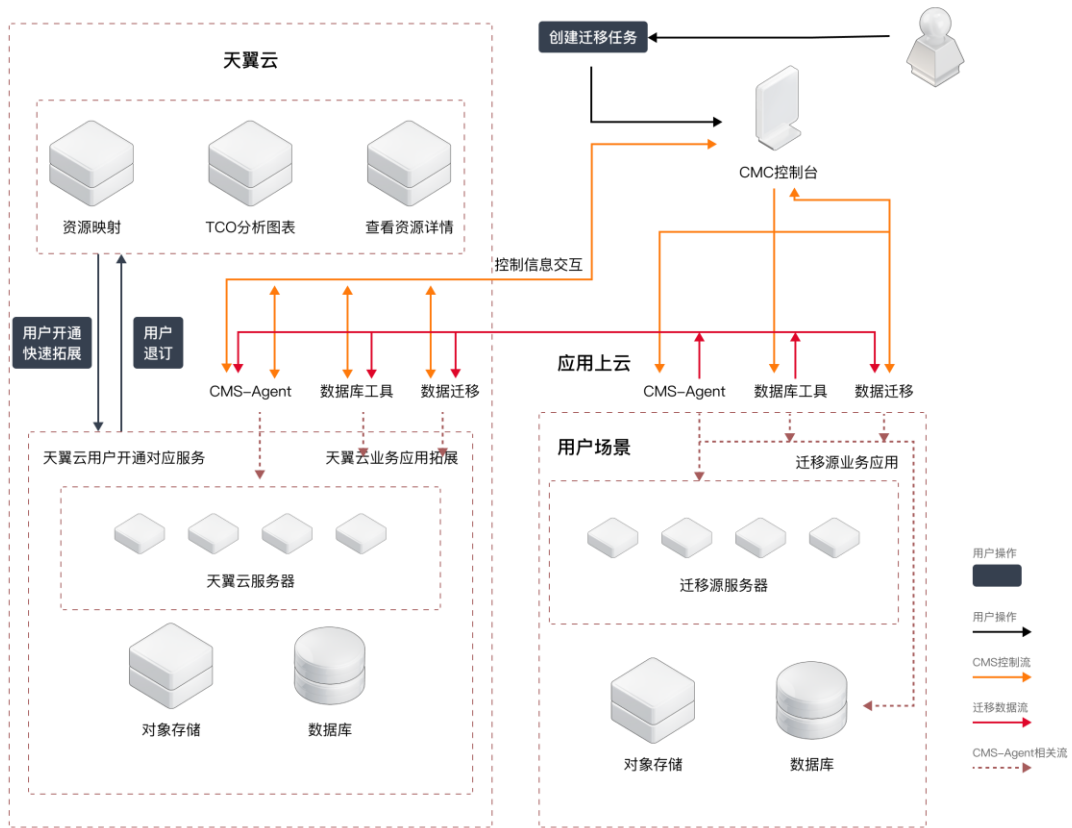 创建迁移任务
天翼云
CMC控制台
资源映射
TCO分析图表
查看资源详情
控制信息交互
用户开通
快速拓展
用户
退订
应用上云
CMS-Agent
数据库工具
数据迁移
CMS-Agent
数据库工具
数据迁移
天翼云用户开通对应服务
天翼云业务应用拓展
用户场景
迁移源业务应用
天翼云服务器
迁移源服务器
对象存储
数据库
对象存储
数据库
用户操作
用户操作
CMS控制流
迁移数据流
CMS-Agent相关流